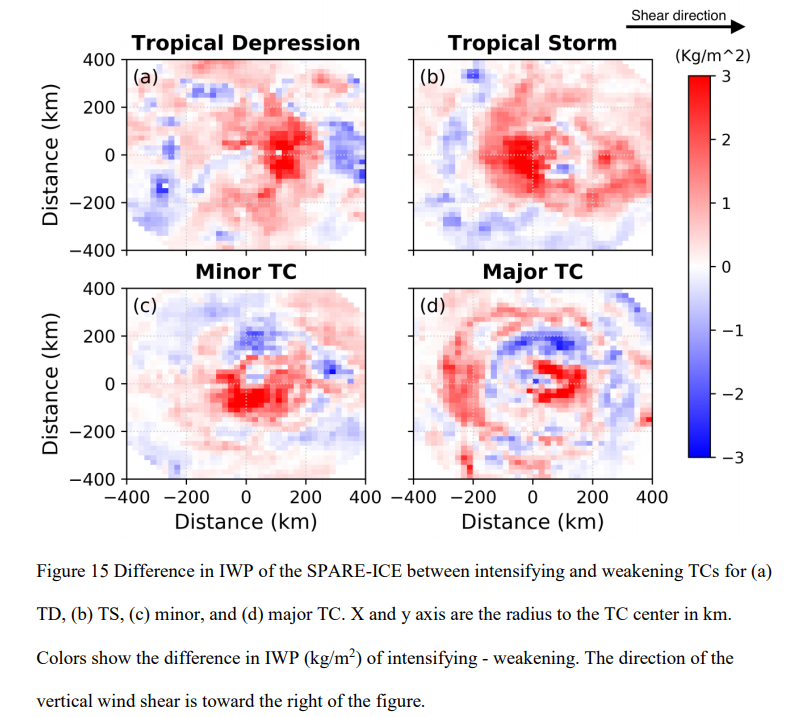 Shear direction
Tropical Depression
Tropical Storm
(Kg/m^2)
(a)
(b)
400
200
0
−200
−400
Distance (km)
3
2
1
0
−1
−2
−3
Minor TC
Major TC
(c)
(d)
400
200
0
−200
−400
Distance (km)
−400 −200 0 200 400
−400 −200 0 200 400
Distance (km)
Distance (km)
Figure 15 Difference in IWP of the SPARE-ICE between intensifying and weakening TCs for (a)
TD, (b) TS, (c) minor, and (d) major TC. X and y axis are the radius to the TC center in km.
Colors show the difference in IWP (kg/m²) of intensifying - weakening. The direction of the
vertical wind shear is toward the right of the figure.